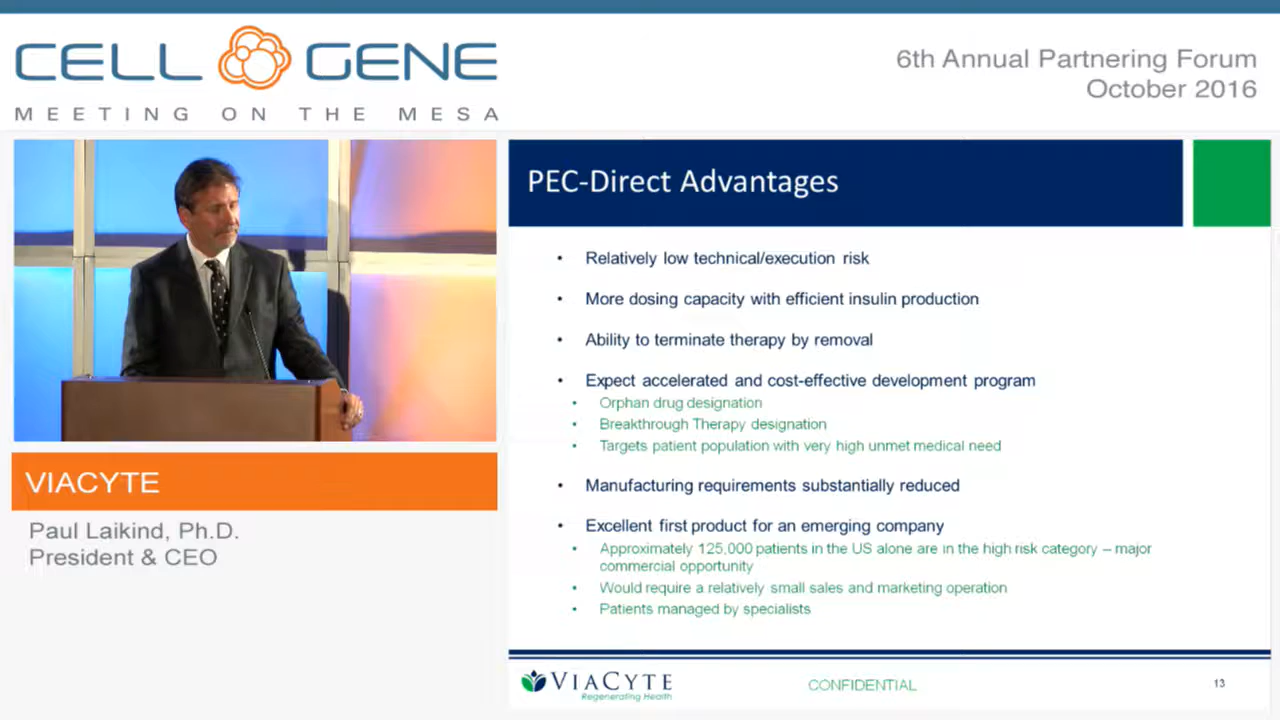 CELL GENE
MEETING ON THE MESA
6th Annual Partnering Forum
October 2016
VIACYTE
Paul Laikind, Ph.D.
President & CEO
PEC-Direct Advantages
• Relatively low technical/execution risk
• More dosing capacity with efficient insulin production
• Ability to terminate therapy by removal
• Expect accelerated and cost-effective development program
• Orphan drug designation
• Breakthrough Therapy designation
• Targets patient population with very high unmet medical need
• Manufacturing requirements substantially reduced
• Excellent first product for an emerging company
• Approximately 125,000 patients in the US alone are in the high risk category – major
commercial opportunity
• Would require a relatively small sales and marketing operation
• Patients managed by specialists
VIACYTE
Regenerating Health
CONFIDENTIAL
13